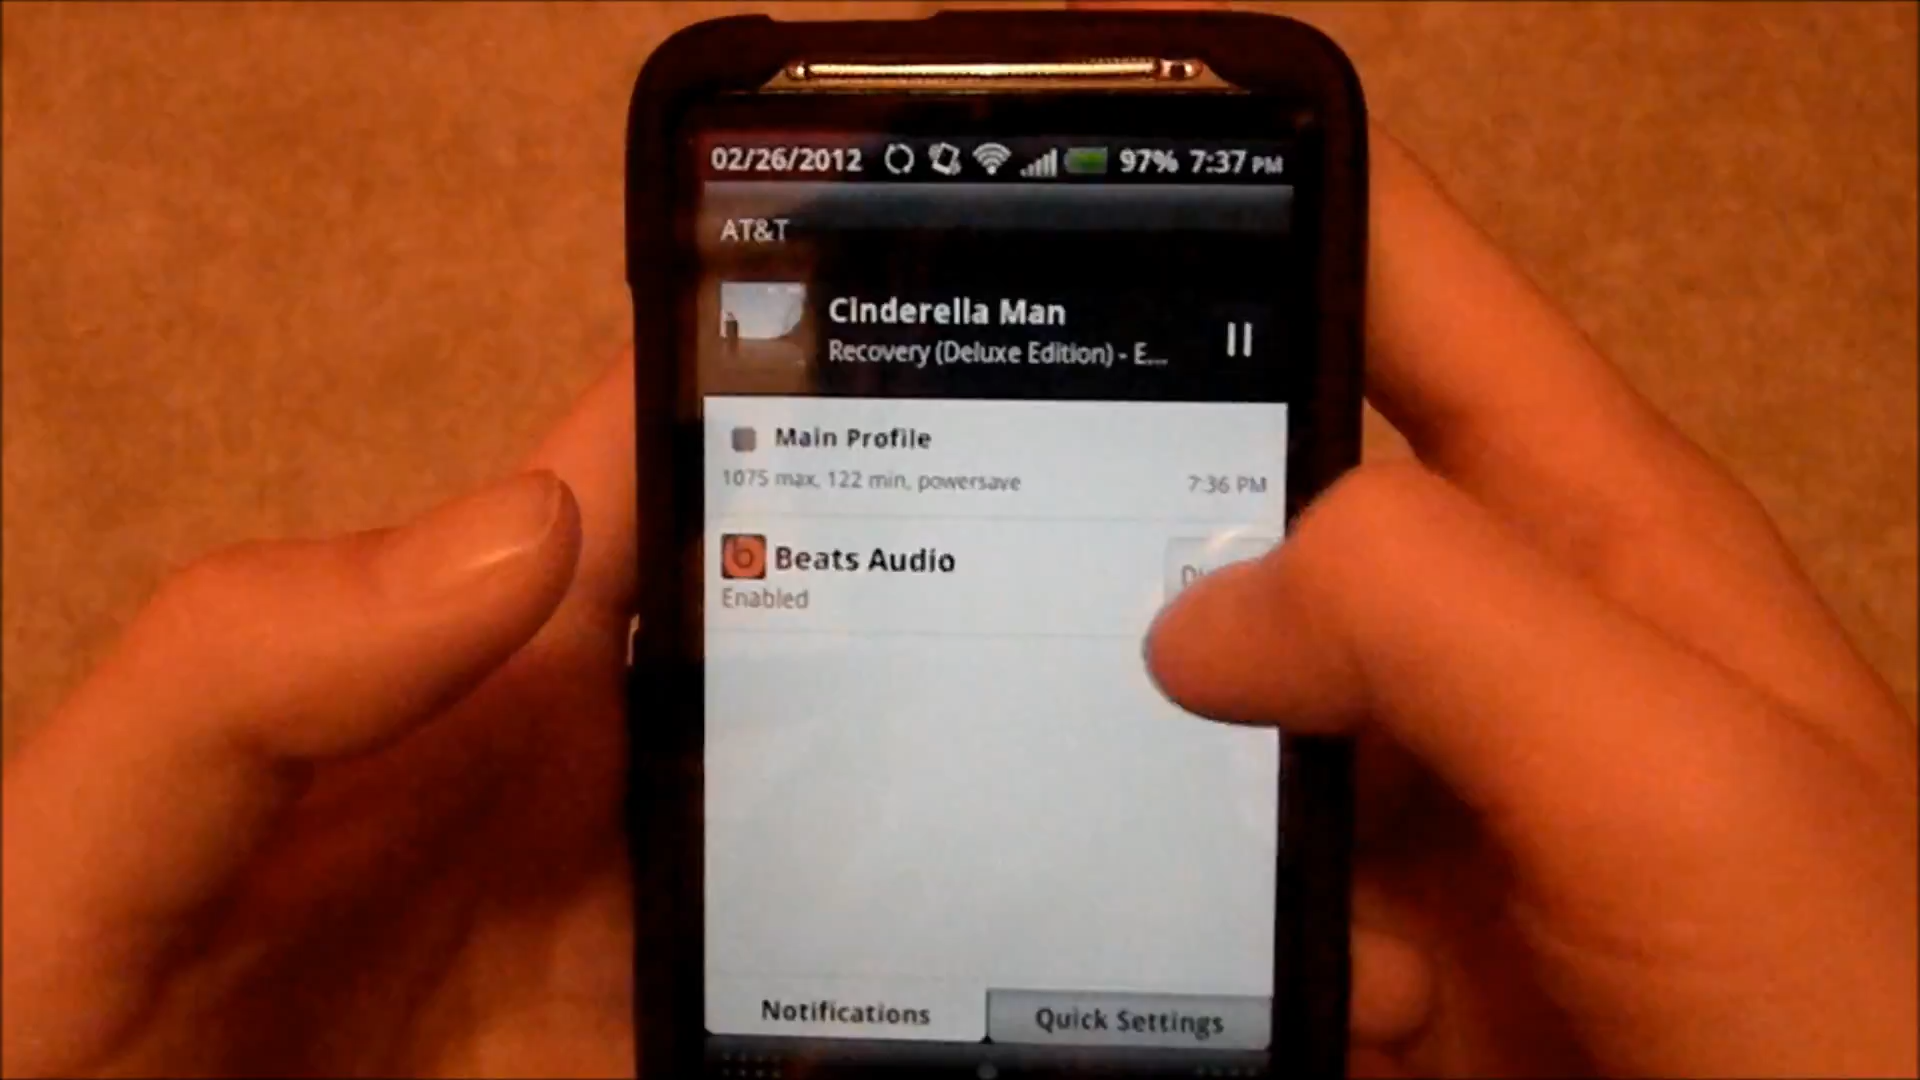 02/26/2012 97% 7:37 PM
AT&T
Cinderella Man
Recovery (Deluxe Edition) - E...
Main Profile
1075 max, 122 min, powersave 7:36 PM
Beats Audio
Enabled
Notifications Quick Settings